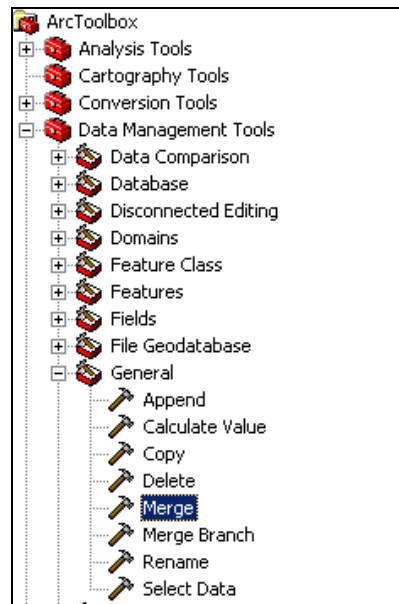 ArcToolbox
Analysis Tools
Cartography Tools
Conversion Tools
Data Management Tools
Data Comparison
Database
Disconnected Editing
Domains
Feature Class
Features
Fields
File Geodatabase
General
Append
Calculate Value
Copy
Delete
Merge
Merge Branch
Rename
Select Data